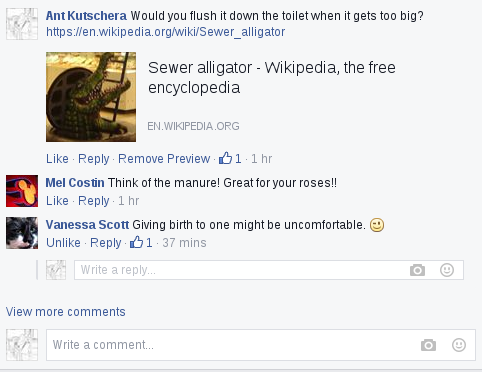 Ant Kutschera Would you flush it down the toilet when it gets too big?
https://en.wikipedia.org/wiki/Sewer_alligator
Sewer alligator - Wikipedia, the free
encyclopedia
EN.WIKIPEDIA.ORG
Like · Reply · Remove Preview · 1 · 1 hr
Mel Costin Think of the manure! Great for your roses!!
Like · Reply · 1 hr
Vanessa Scott Giving birth to one might be uncomfortable.
Unlike · Reply · 1 · 37 mins
Write a reply...
View more comments
Write a comment...